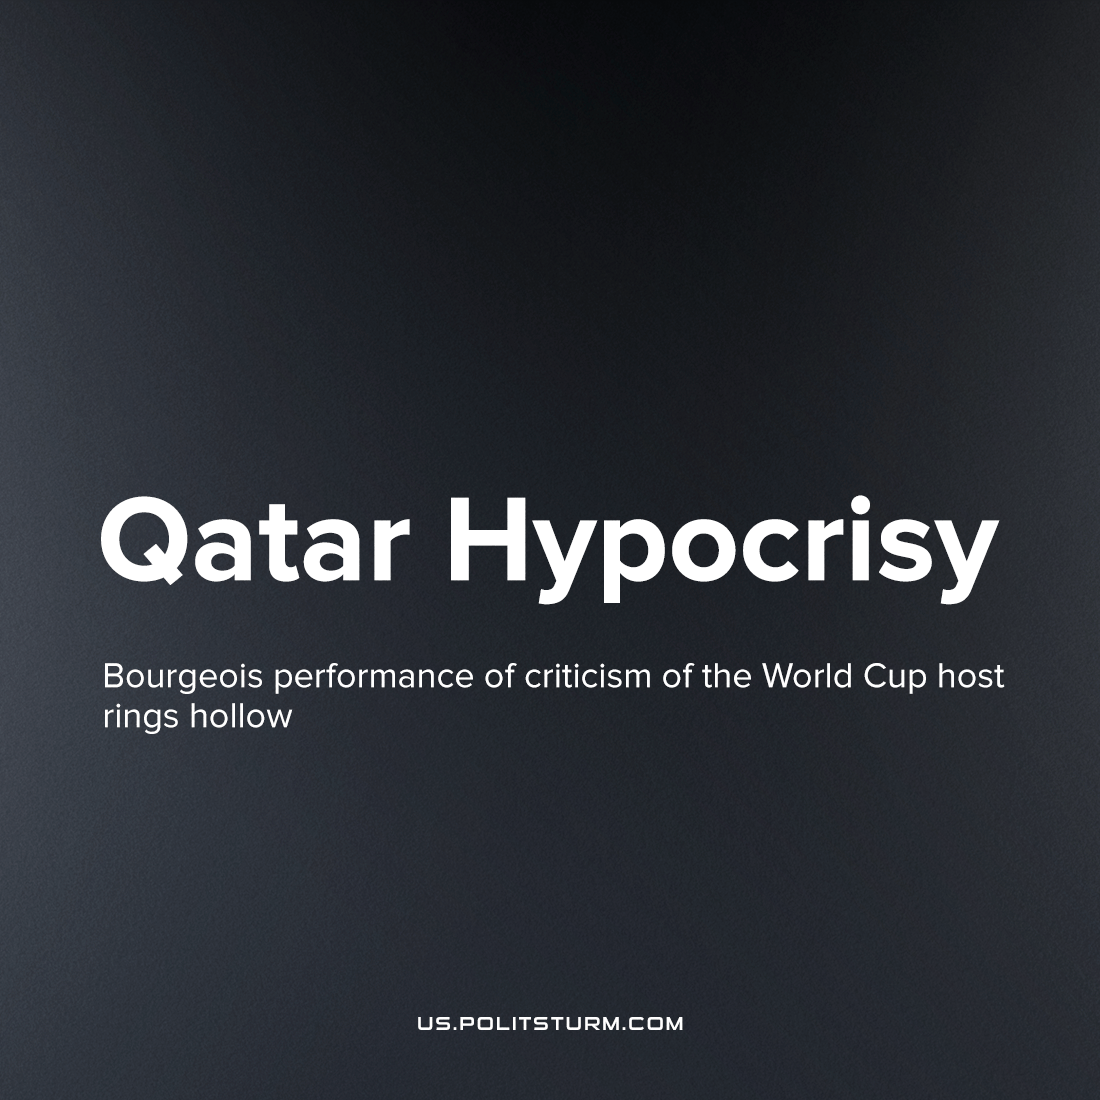 Qatar Hypocrisy
Bourgeois performance of criticism of the World Cup host
rings hollow
US.POLITSTURM.COM